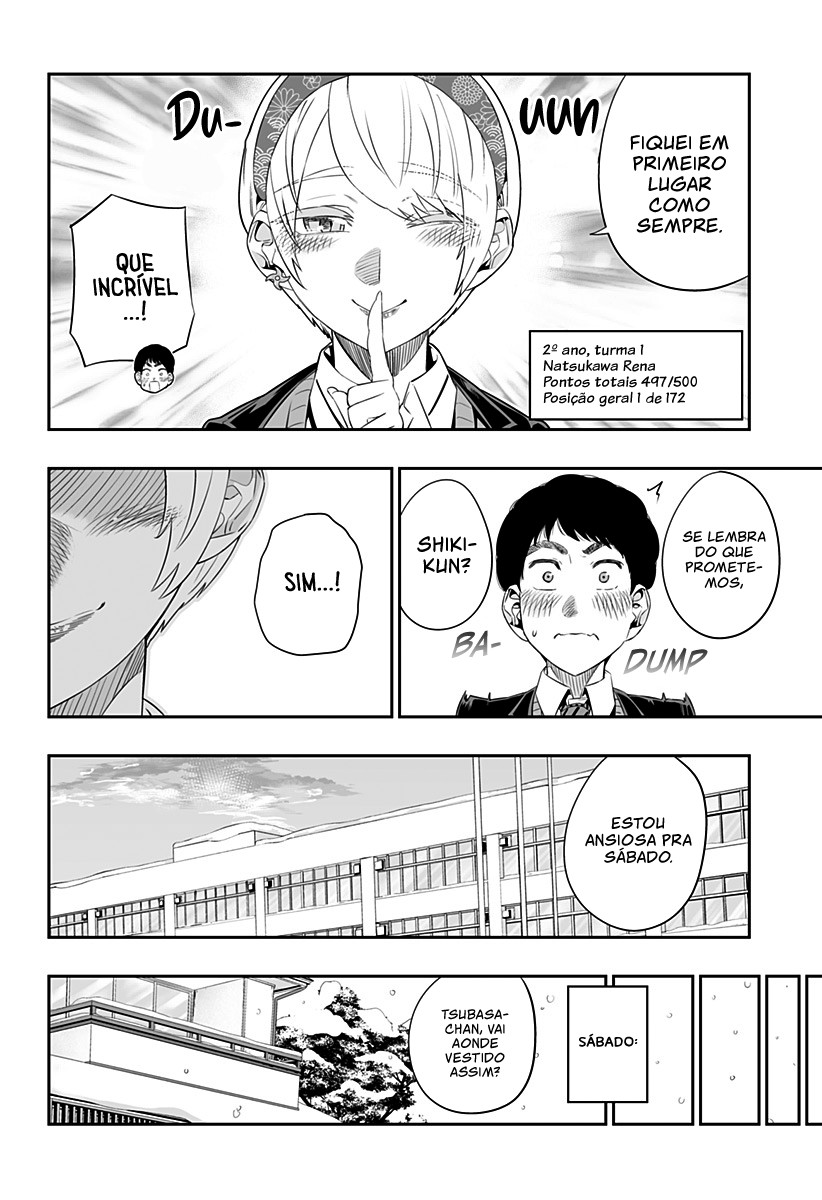 FIQUEI EM
PRIMEIRO
LUGAR
COMO
SEMPRE.
Du-
uun
QUE
INCRÍVEL
...!
2º ano, turma 1
Natsukawa Rena
Pontos totais 497/500
Posição geral 1 de 172
SE LEMBRA
DO QUE
PROMETE-
MOS,
SHIKI-
KUN?
BA-
DUMP
SIM...!
ESTOU
ANSIOSA PRA
SÁBADO.
SÁBADO:
TSUBASA-
CHAN, VAI
AONDE
VESTIDO
ASSIM?